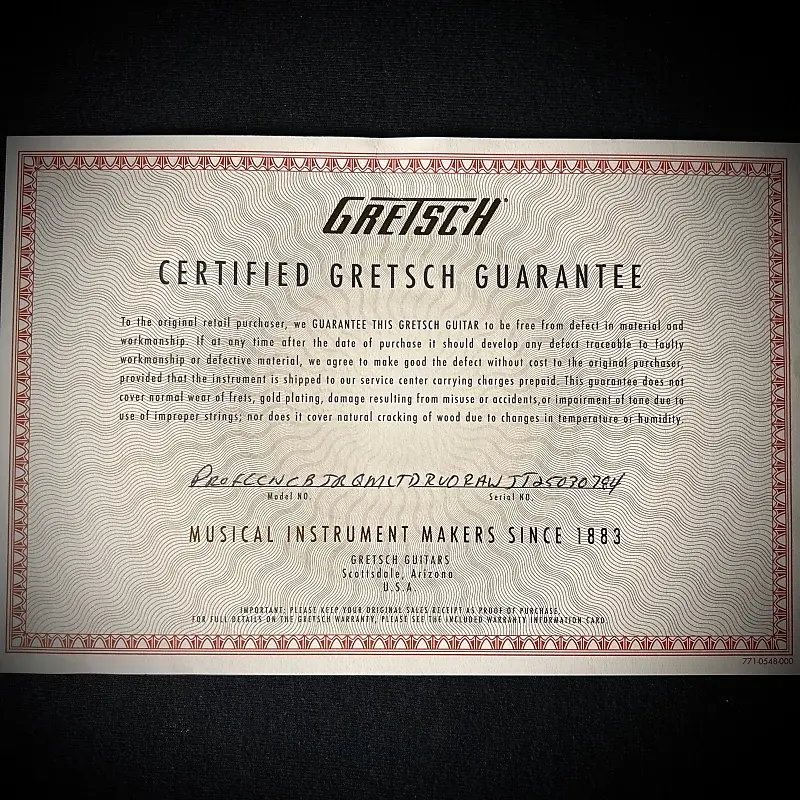 GRETSCH
CERTIFIED GRETSCH GUARANTEE
To the original retail purchaser, we GUARANTEE THIS GRETSCH GUITAR to be free from defect in material and
workmanship. If at any time after the date of purchase it should develop any defect traceable to faulty
workmanship or defective material, we agree to make good the defect without cost to the original purchaser,
provided that the instrument is shipped to our service center carrying charges prepaid. This guarantee does not
cover normal wear of frets, gold plating, damage resulting from misuse or accidents,or impairment of tone due to
use of improper strings; nor does it cover natural cracking of wood due to changes in temperature or humidity.
JT25030794
Model NO. Serial NO.
MUSICAL INSTRUMENT MAKERS SINCE 1883
GRETSCH GUITARS
Scottsdale, Arizona
U.S.A.
IMPORTANT: PLEASE KEEP YOUR ORIGINAL SALES RECEIPT AS PROOF OF PURCHASE.
FOR FULL DETAILS ON THE GRETSCH WARRANTY, PLEASE SEE THE INCLUDED WARRANTY INFORMATION CARD
771-0548-000